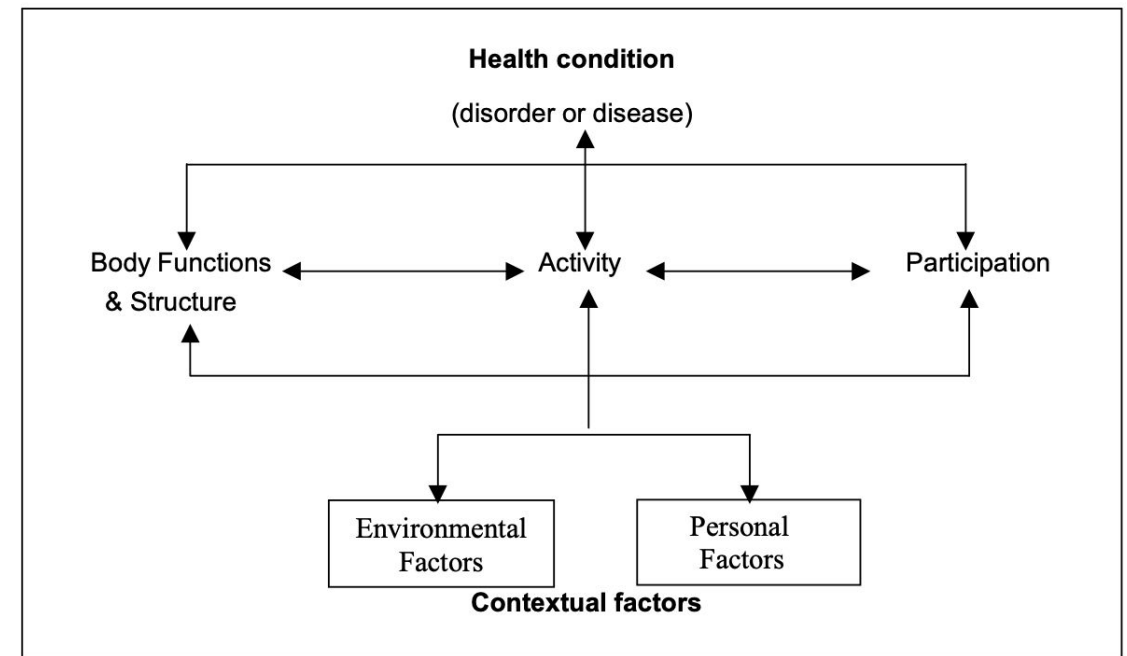 Health condition
(disorder or disease)
Body Functions
& Structure
Activity
Participation
Environmental
Factors
Personal
Factors
Contextual factors